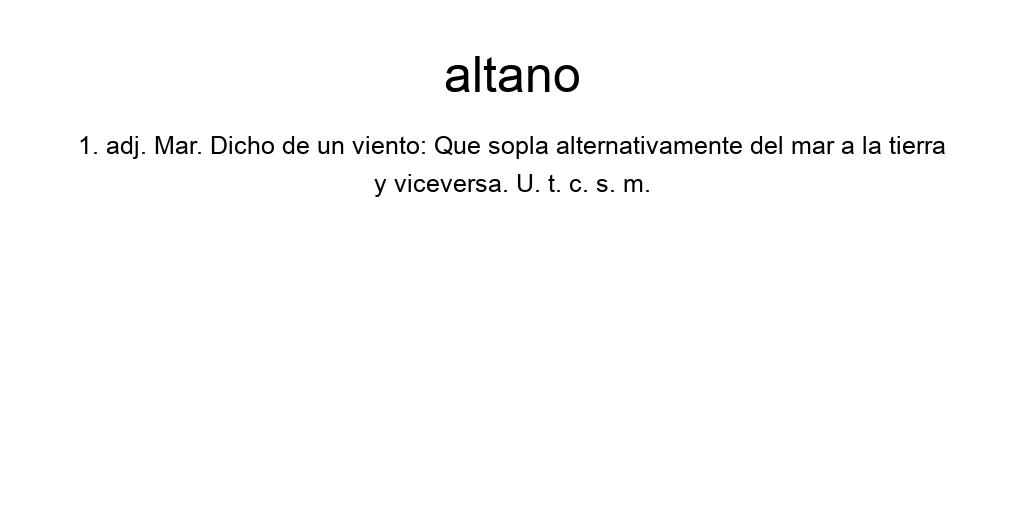 altano
1. adj. Mar. Dicho de un viento: Que sopla alternativamente del mar a la tierra
y viceversa. U. t. c. s. m.